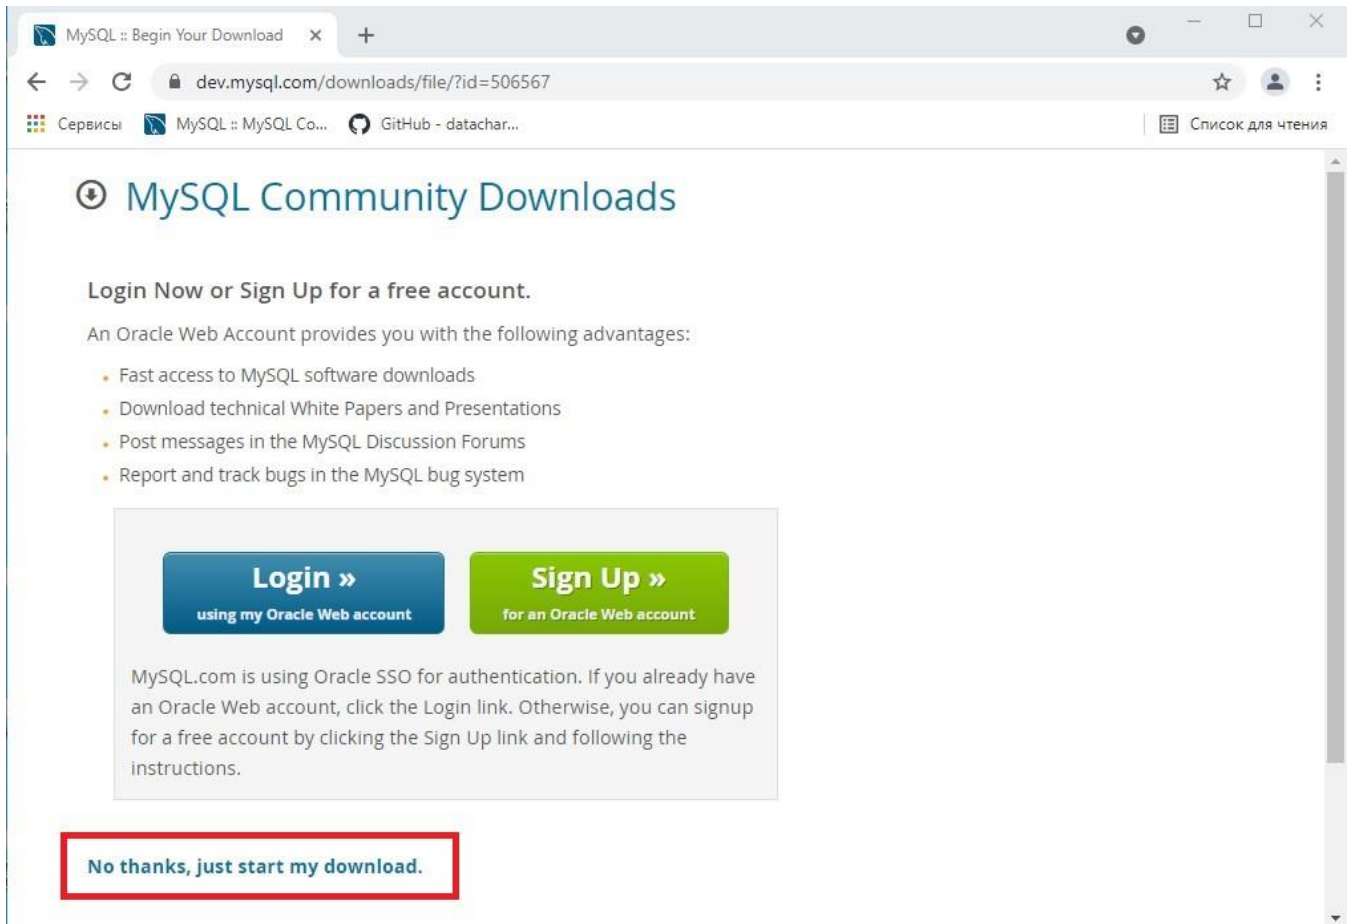 MySQL :: Begin Your Download
dev.mysql.com/downloads/file/?id=506567
Сервисы MySQL :: MySQL Co... GitHub - datachar... Список для чтения
MySQL Community Downloads
Login Now or Sign Up for a free account.
An Oracle Web Account provides you with the following advantages:
Fast access to MySQL software downloads
Download technical White Papers and Presentations
Post messages in the MySQL Discussion Forums
Report and track bugs in the MySQL bug system
Login » Sign Up »
using my Oracle Web account for an Oracle Web account
MySQL.com is using Oracle SSO for authentication. If you already have
an Oracle Web account, click the Login link. Otherwise, you can signup
for a free account by clicking the Sign Up link and following the
instructions.
No thanks, just start my download.